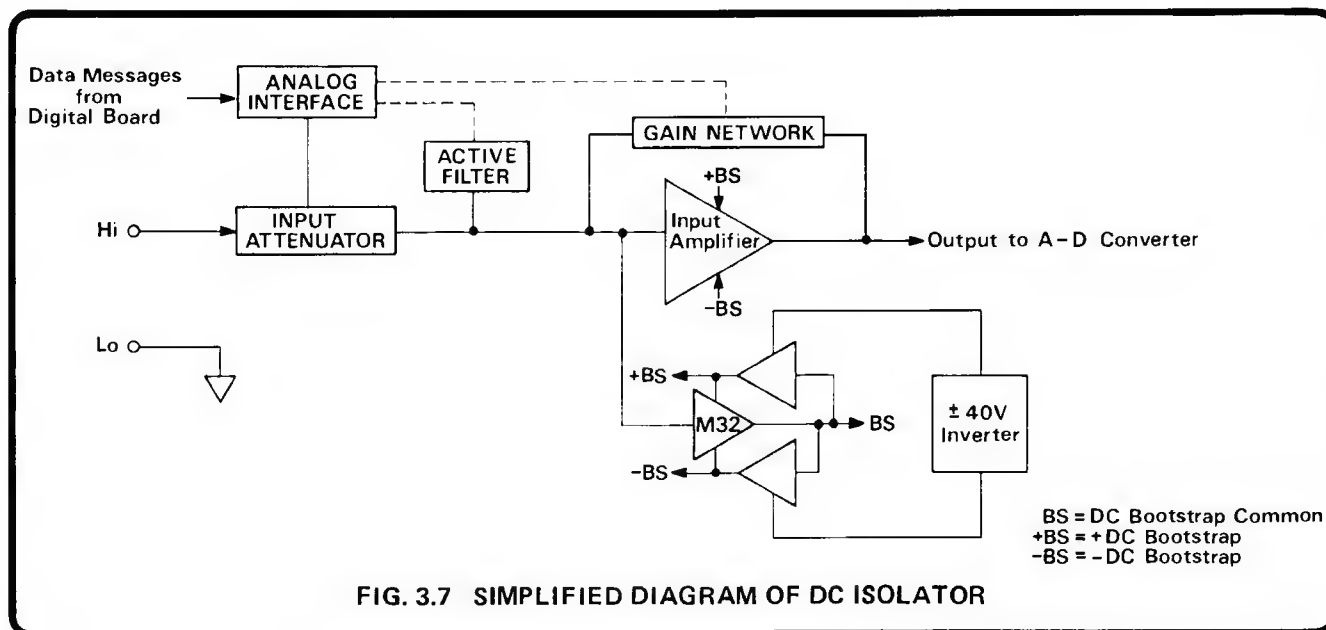 Data Messages
from
Digital Board
ANALOG
INTERFACE
GAIN NETWORK
ACTIVE
FILTER
+BS
Hi
INPUT
ATTENUATOR
Input
Amplifier
Output to A-D Converter
-BS
Lo
+BS
M32
BS
± 40V
Inverter
-BS
BS = DC Bootstrap Common
+BS = + DC Bootstrap
-BS = - DC Bootstrap
FIG. 3.7 SIMPLIFIED DIAGRAM OF DC ISOLATOR